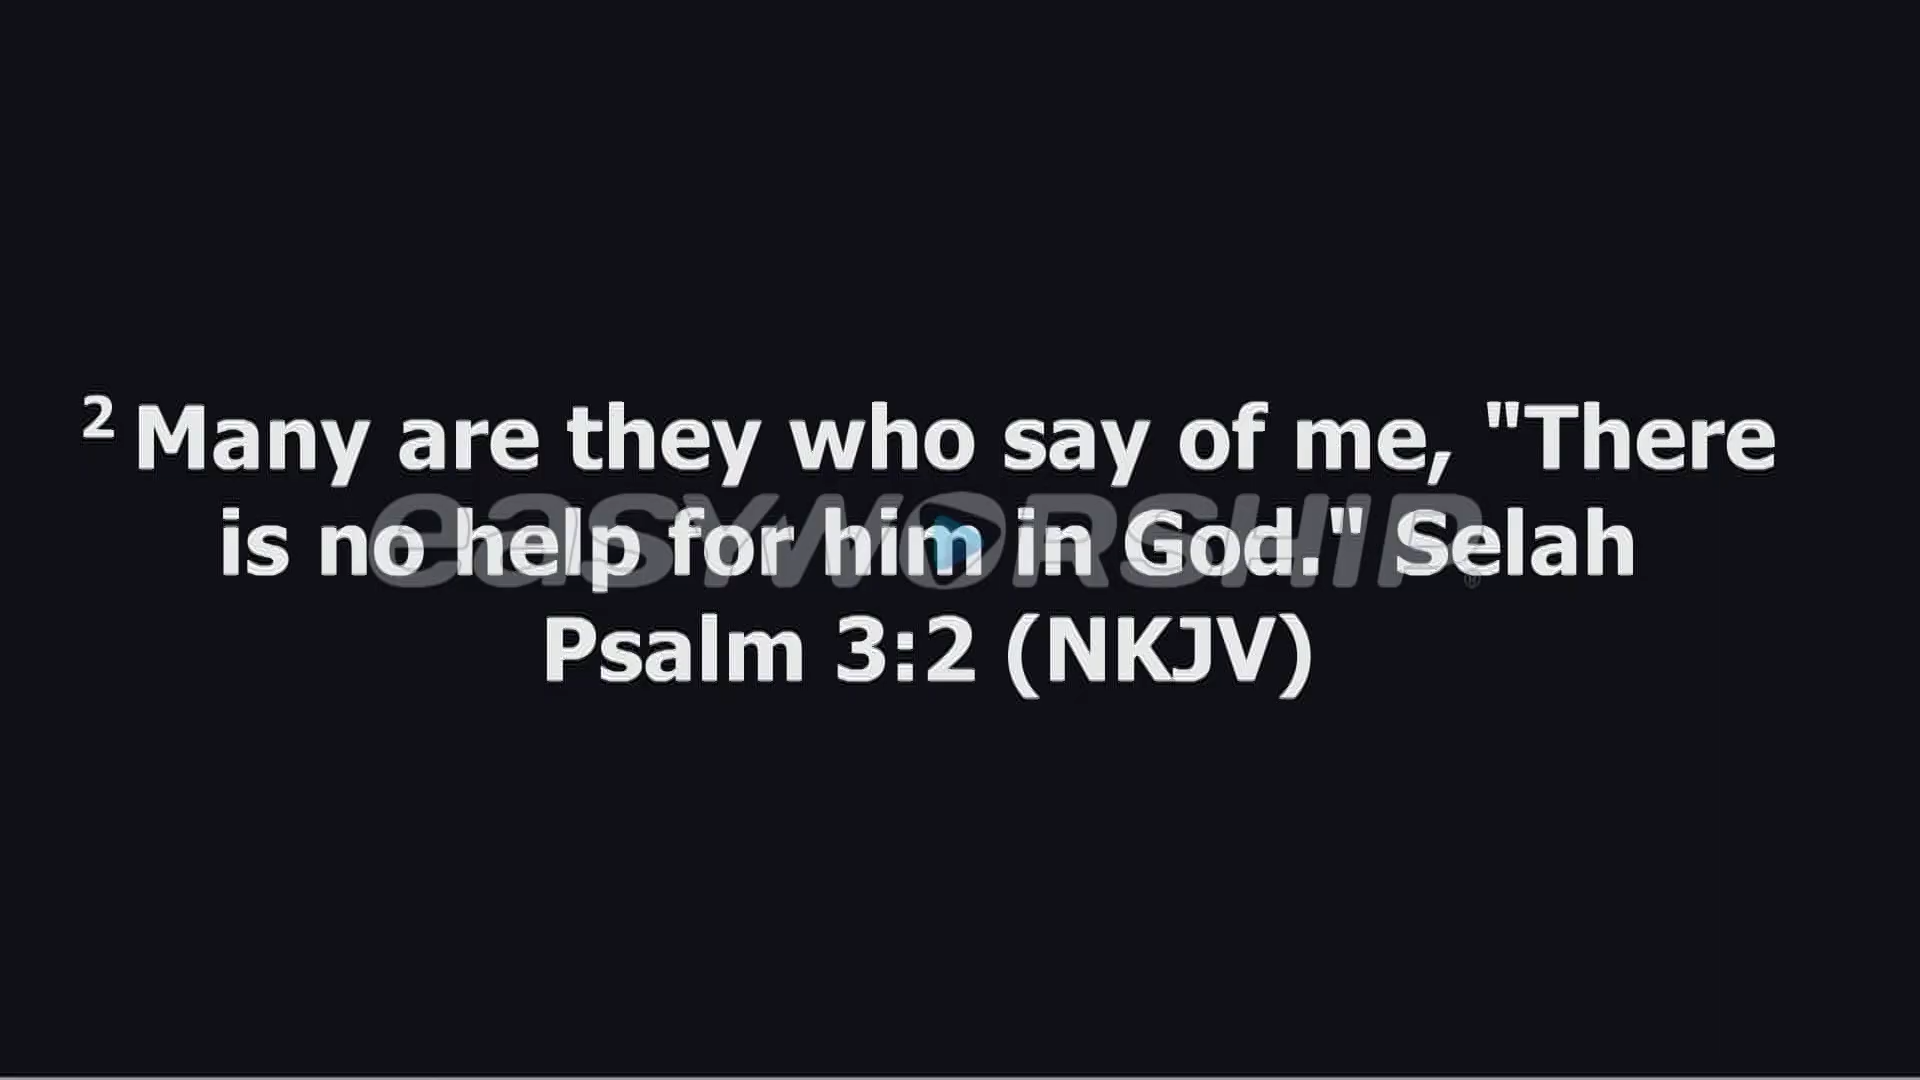 2 Many are they who say of me, "There
is no help for him in God." Selah
Psalm 3:2 (NKJV)
easyworship®